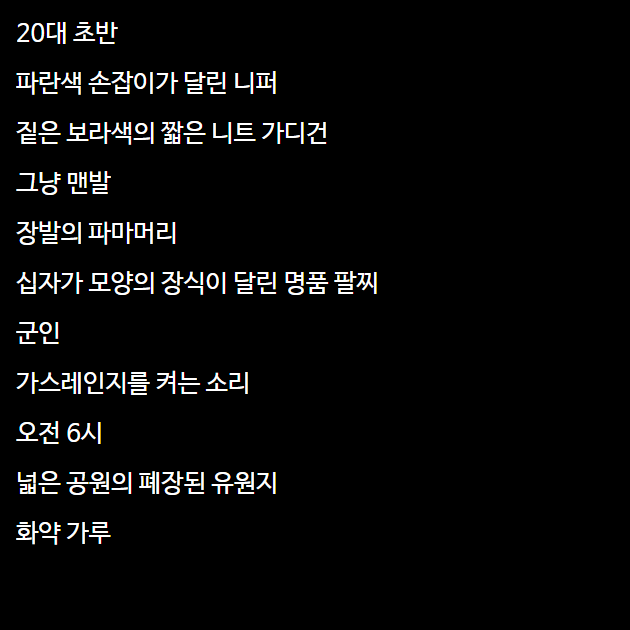 20대 초반
파란색 손잡이가 달린 니퍼
짙은 보라색의 짧은 니트 가디건
그냥 맨발
장발의 파마머리
십자가 모양의 장식이 달린 명품 팔찌
군인
가스레인지를 켜는 소리
오전 6시
넓은 공원의 폐장된 유원지
화약 가루